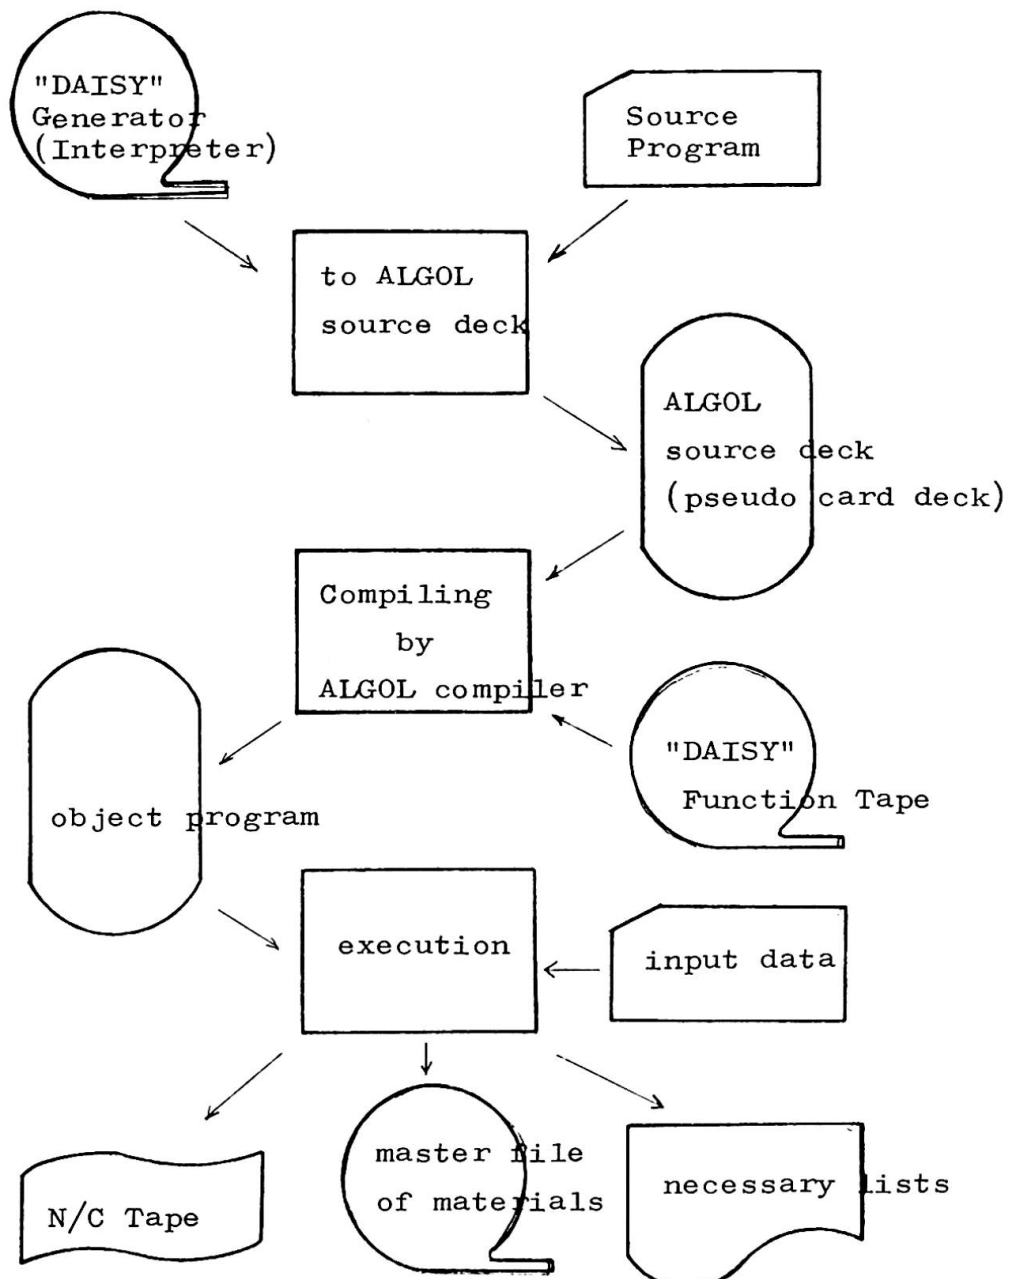 "DAISY"
Generator
(Interpreter)
Source
Program
to ALGOL
source deck
ALGOL
source deck
(pseudo card deck)
Compiling
by
ALGOL compiler
"DAISY"
Function Tape
object program
execution
input data
N/C Tape
master file
of materials
necessary lists